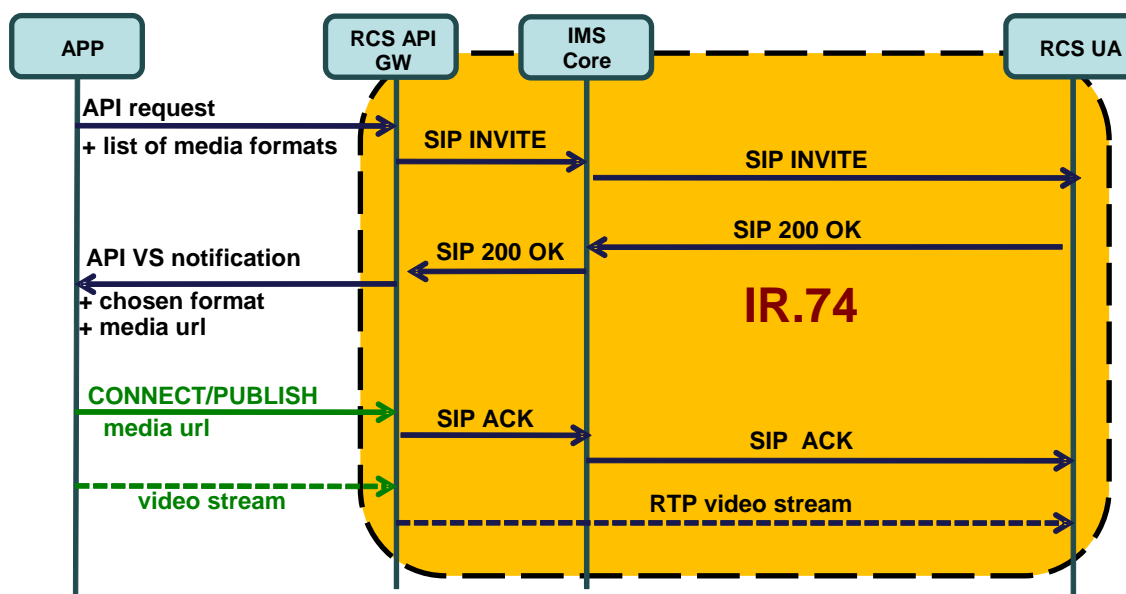 APP
RCS API
GW
IMS
Core
RCS UA
API request
+ list of media formats
SIP INVITE
SIP INVITE
SIP 200 OK
SIP 200 OK
API VS notification
+ chosen format
+ media url
IR.74
CONNECT/PUBLISH
media url
SIP ACK
SIP ACK
video stream
RTP video stream